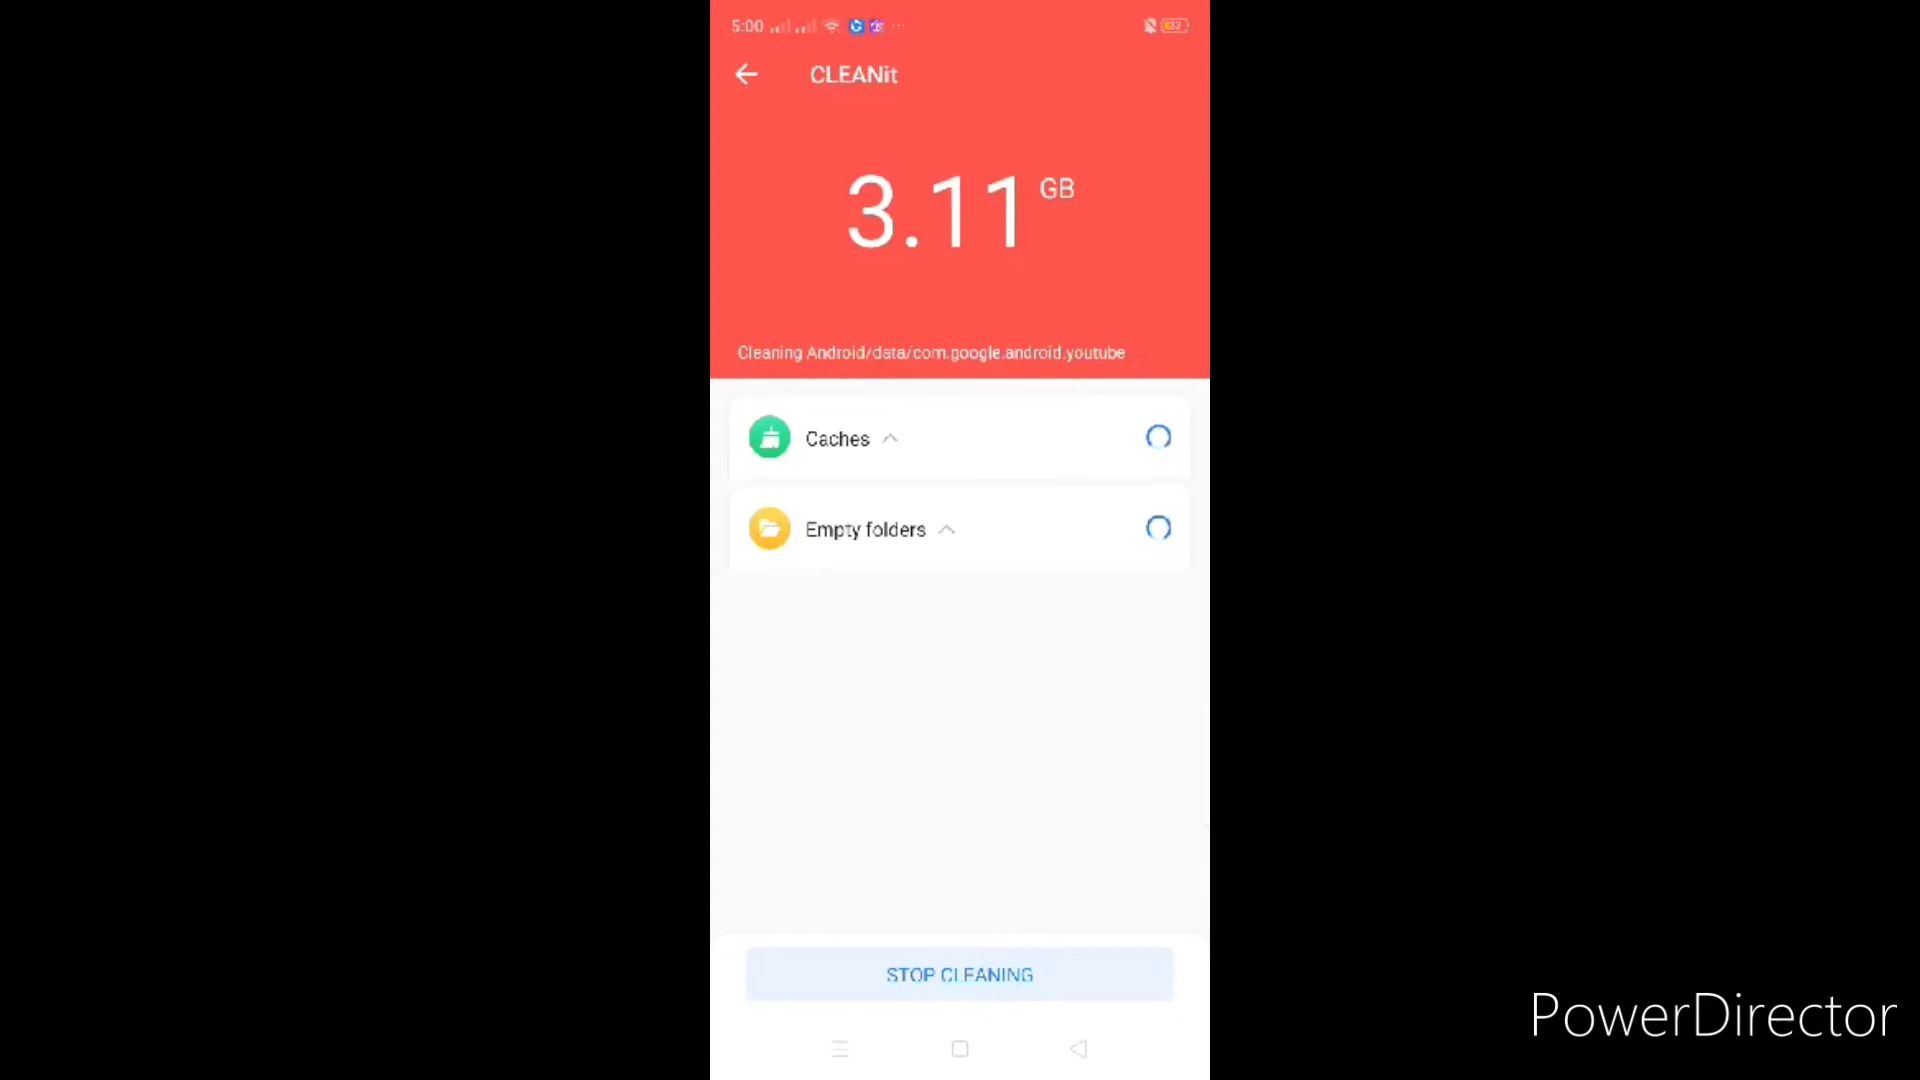 5:00
CLEANit
3.11 GB
Cleaning Android/data/com.google.android.youtube
Caches
Empty folders
STOP CLEANING
PowerDirector